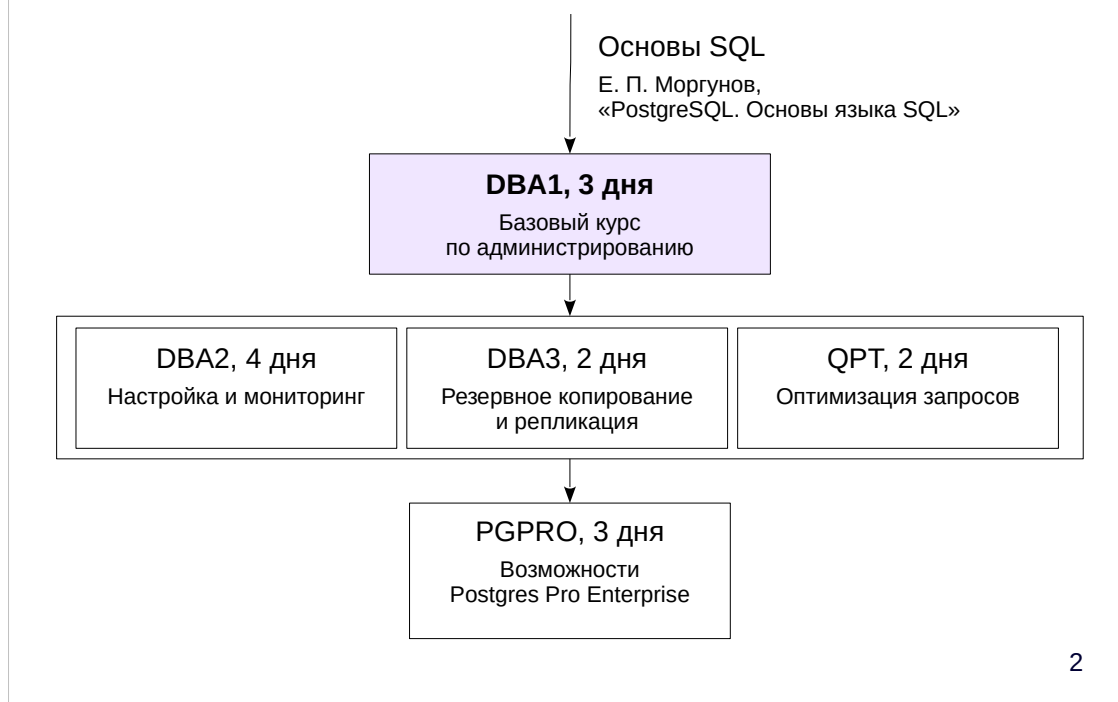 Основы SQL
Е. П. Моргунов,
«PostgreSQL. Основы языка SQL»
DBA1, 3 дня
Базовый курс
по администрированию
DBA2, 4 дня
Настройка и мониторинг
DBA3, 2 дня
Резервное копирование
и репликация
QPT, 2 дня
Оптимизация запросов
PGPRO, 3 дня
Возможности
Postgres Pro Enterprise
2